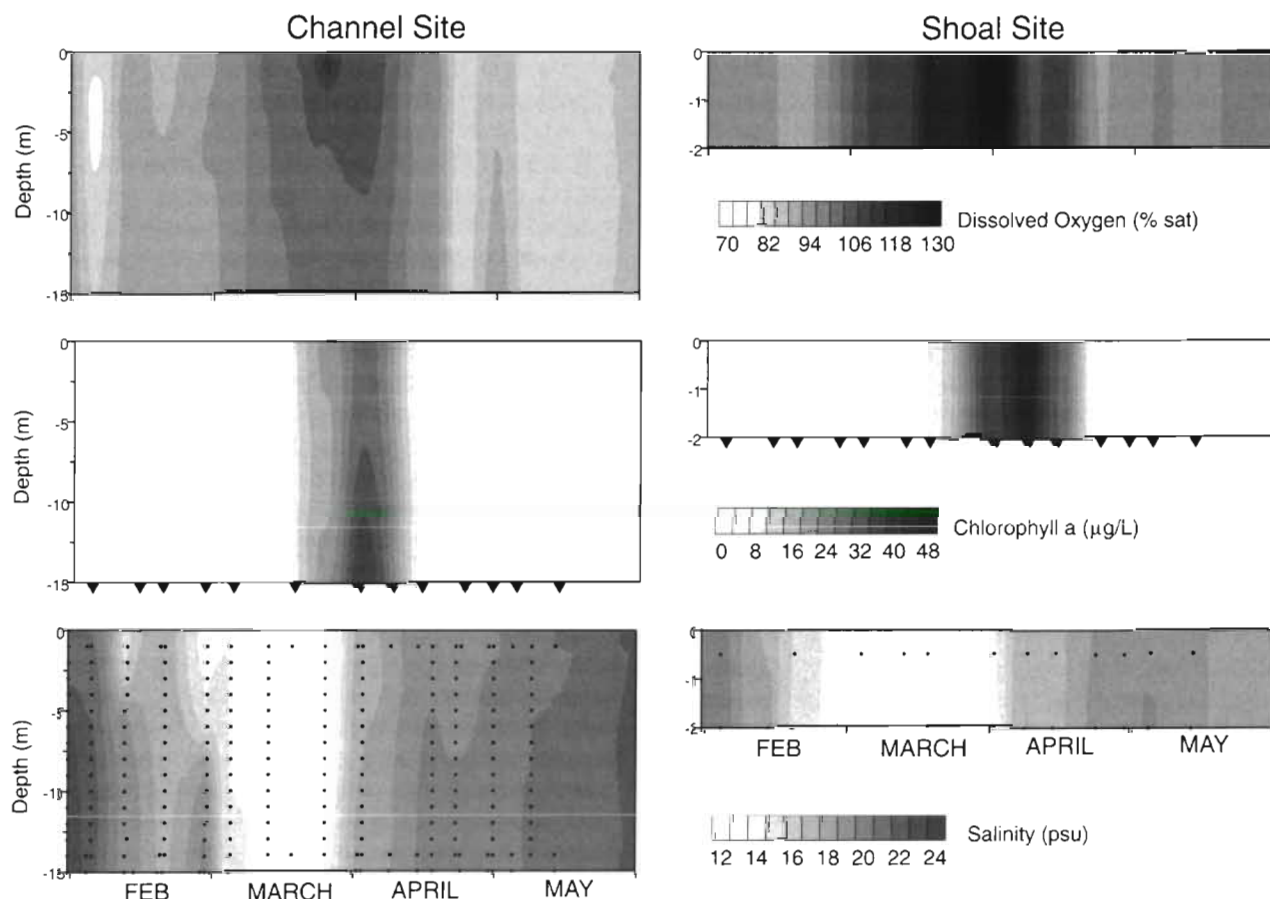 Channel Site
Shoal Site
Depth (m)
0
-5
-10
-15
0
-1
-2
Dissolved Oxygen (% sat)
70 82 94 106 118 130
Depth (m)
0
-5
-10
-15
0
-1
-2
Chlorophyll a (µg/L)
0 8 16 24 32 40 48
Depth (m)
0
-5
-10
-15
FEB MARCH APRIL MAY
-1
-2
FEB MARCH APRIL MAY
Salinity (psu)
12 14 16 18 20 22 24